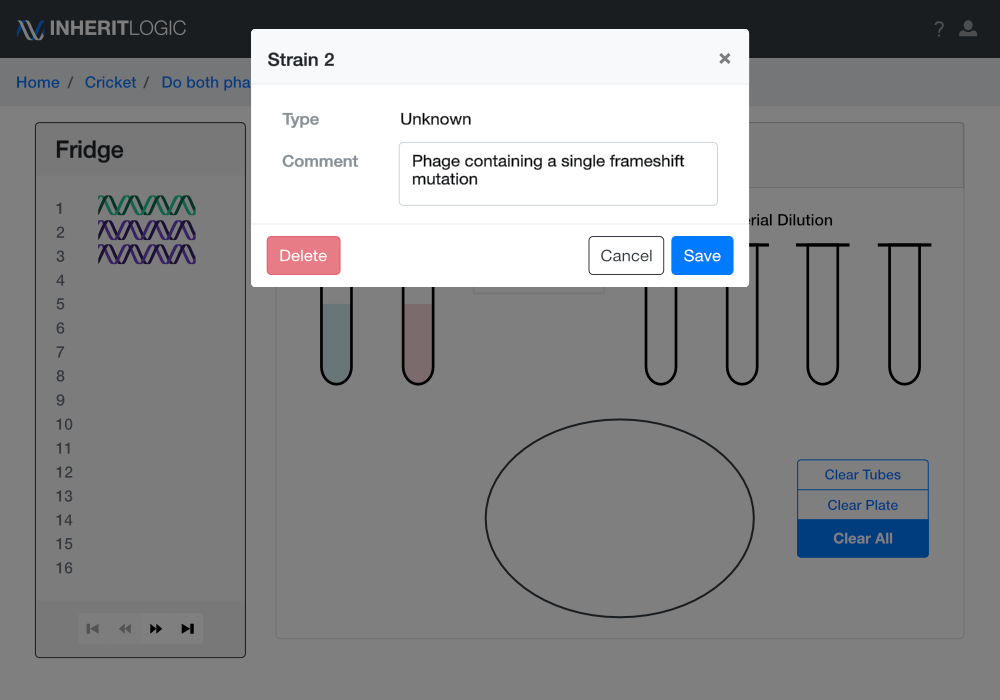 INHERITLOGIC
?
Home / Cricket / Do both pha
Strain 2
×
Type Unknown
Comment Phage containing a single frameshift
mutation
Delete Cancel Save
Fridge
1
2
3
4
5
6
7
8
9
10
11
12
13
14
15
16
Dilution
Clear Tubes
Clear Plate
Clear All